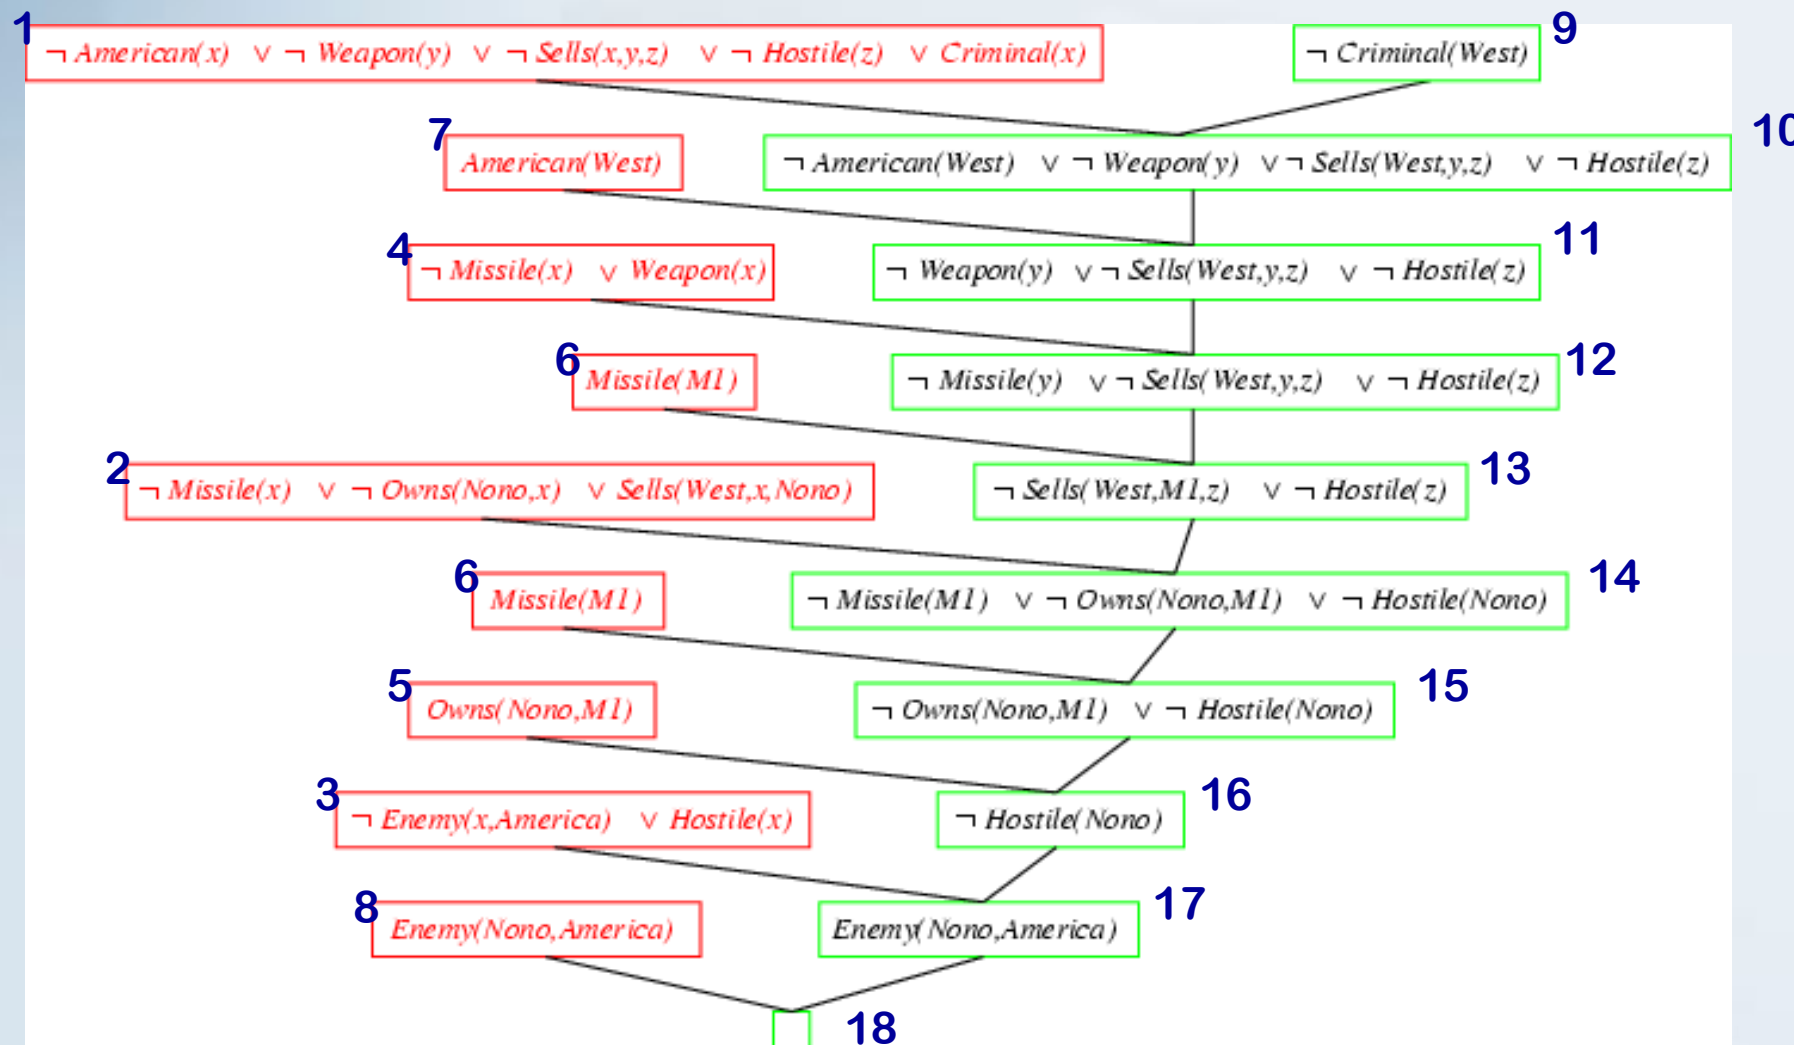 1 9
¬ American(x) ∨ ¬ Weapon(y) ∨ ¬ Sells(x,y,z) ∨ ¬ Hostile(z) ∨ Criminal(x) ¬ Criminal(West)
7 10
American(West) ¬ American(West) ∨ ¬ Weapon(y) ∨ ¬ Sells(West,y,z) ∨ ¬ Hostile(z)
4 11
¬ Missile(x) ∨ Weapon(x) ¬ Weapon(y) ∨ ¬ Sells(West,y,z) ∨ ¬ Hostile(z)
6 12
Missile(M1) ¬ Missile(y) ∨ ¬ Sells(West,y,z) ∨ ¬ Hostile(z)
2 13
¬ Missile(x) ∨ ¬ Owns(Nono,x) ∨ Sells(West,x,Nono) ¬ Sells(West,M1,z) ∨ ¬ Hostile(z)
6 14
Missile(M1) ¬ Missile(M1) ∨ ¬ Owns(Nono,M1) ∨ ¬ Hostile(Nono)
5 15
Owns(Nono,M1) ¬ Owns(Nono,M1) ∨ ¬ Hostile(Nono)
3 16
¬ Enemy(x,America) ∨ Hostile(x) ¬ Hostile(Nono)
8 17
Enemy(Nono,America) Enemy(Nono,America)
18